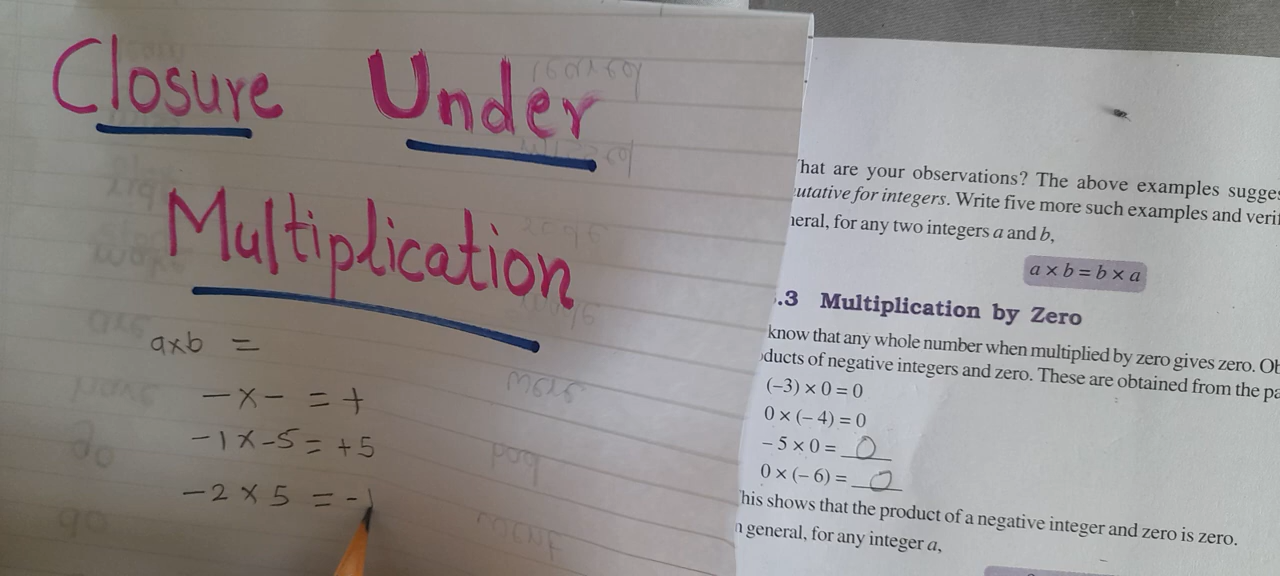 Closure Under
Multiplication
a×b =
- × - = +
-1 × -5 = +5
-2 × 5 = -1
hat are your observations? The above examples sugges
utative for integers. Write five more such examples and veri
neral, for any two integers a and b,
a × b = b × a
.3 Multiplication by Zero
know that any whole number when multiplied by zero gives zero. Ob
ducts of negative integers and zero. These are obtained from the pa
(–3) × 0 = 0
0 × (– 4) = 0
– 5 × 0 = 0
0 × (– 6) = 0
his shows that the product of a negative integer and zero is zero.
n general, for any integer a,